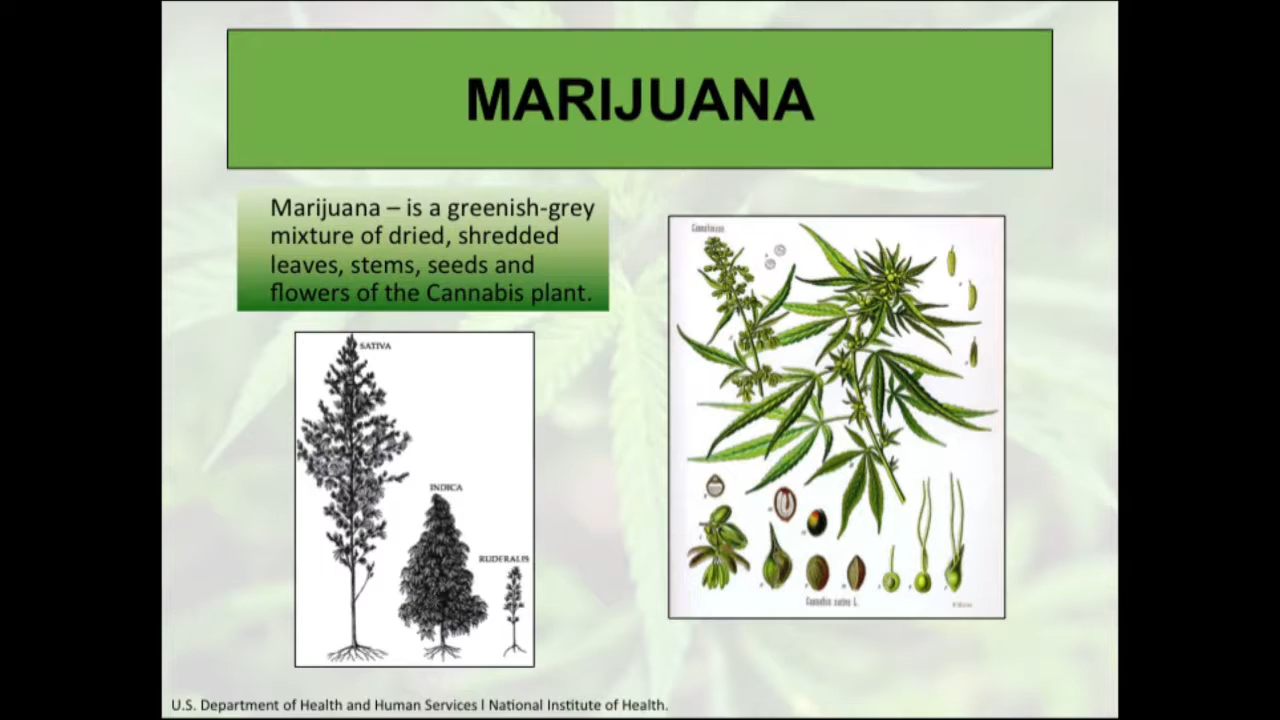 MARIJUANA
Marijuana – is a greenish-grey
mixture of dried, shredded
leaves, stems, seeds and
flowers of the Cannabis plant.
SATIVA
INDICA
RUDERALIS
Cannabis sativa L.
U.S. Department of Health and Human Services l National Institute of Health.